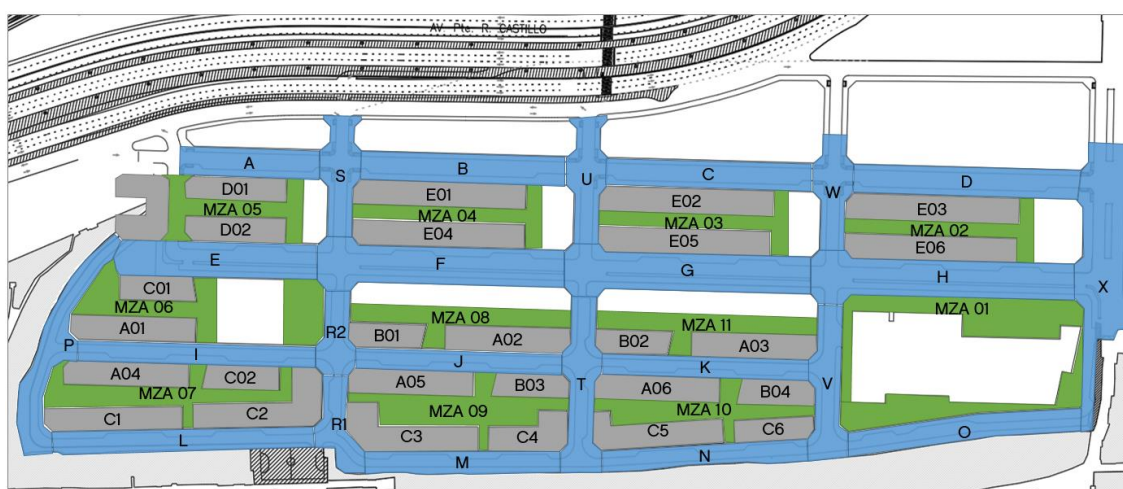 AV. Pte. R. CASTILLO
A
S
B
U
C
W
D
D01
MZA 05
D02
E01
MZA 04
E04
E02
MZA 03
E05
E03
MZA 02
E06
E
F
G
H
X
C01
MZA 06
A01
R2
MZA 08
B01
A02
MZA 11
B02
A03
MZA 01
P
I
J
K
A04
C02
MZA 07
C1
C2
A05
B03
MZA 09
C3
C4
T
A06
B04
MZA 10
C5
C6
V
L
R1
M
N
O